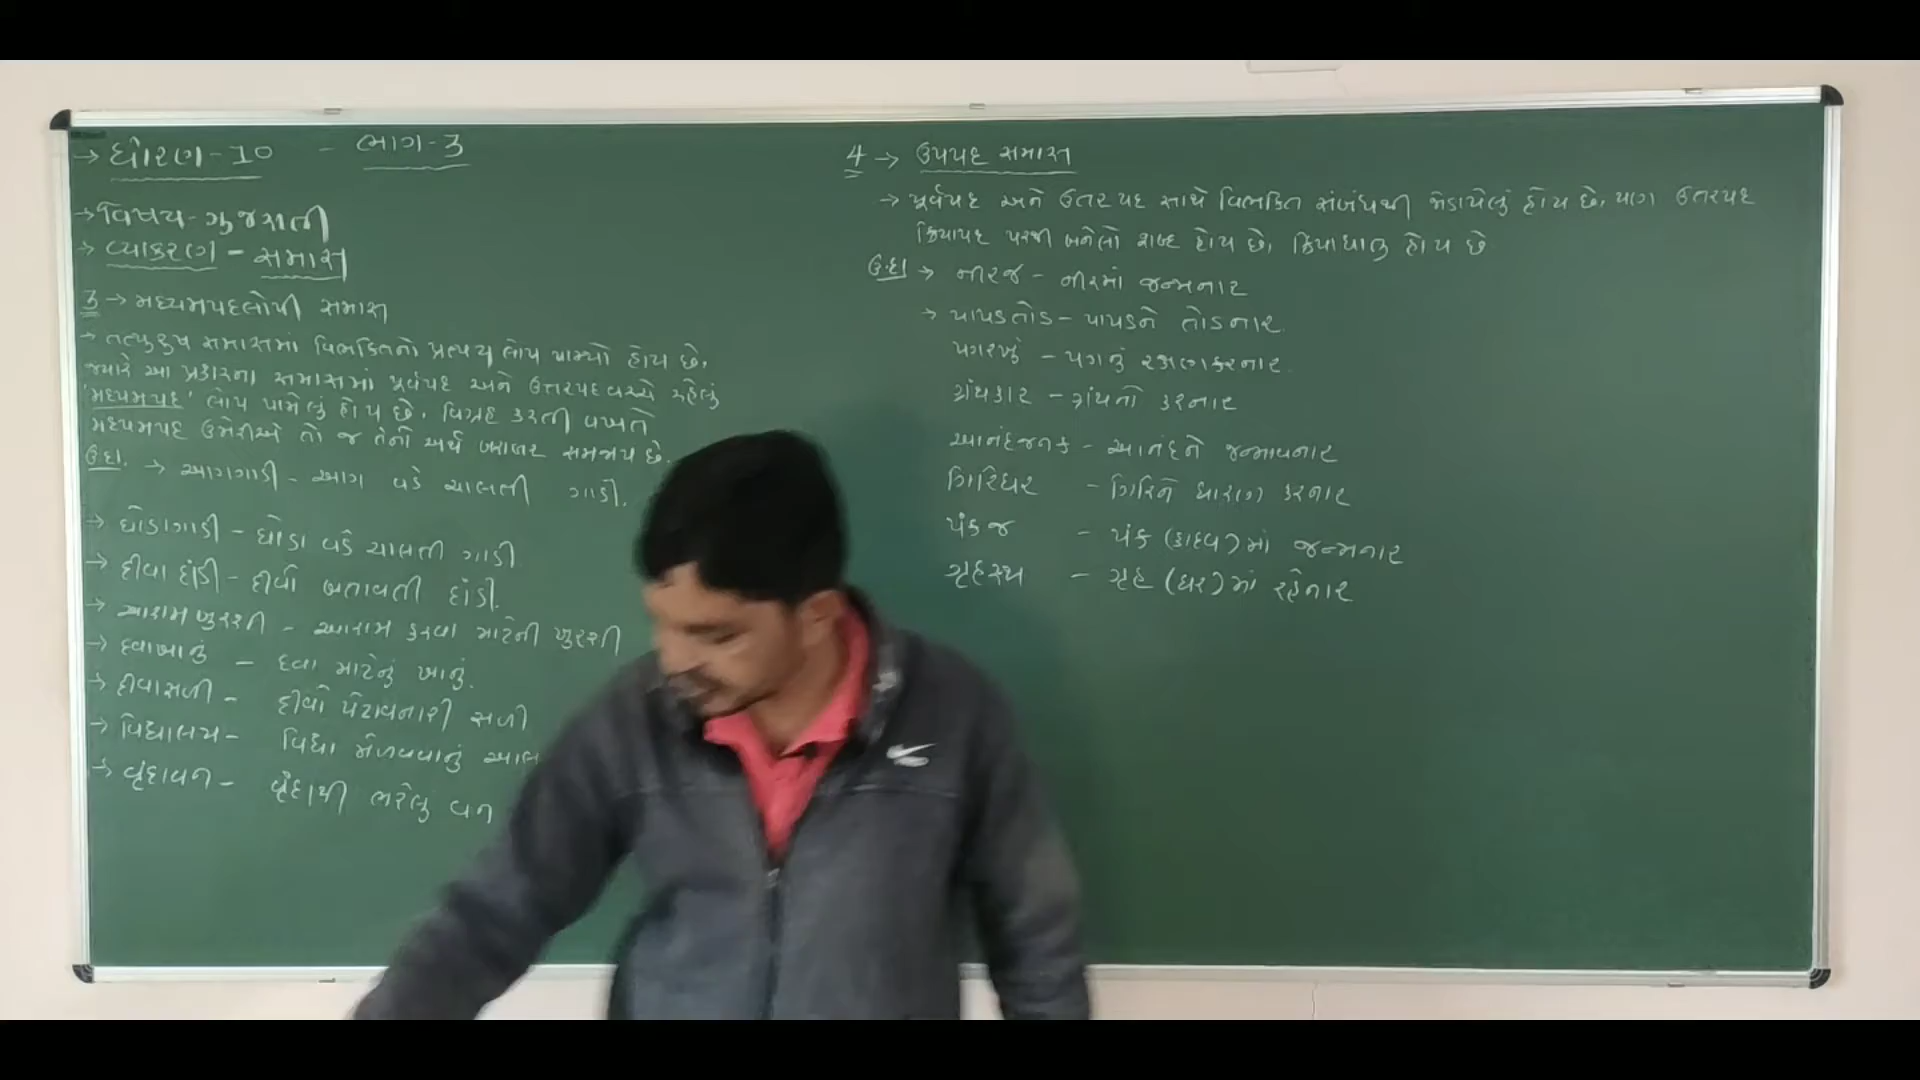 → ધોરણ-10 - ભાગ-3
→ વિષય-ગુજરાતી
→ વ્યાકરણ - સમાસ
3 → મધ્યમપદલોપી સમાસ
→ તત્પુરુષ સમાસમાં વિભક્તિનો પ્રત્યય લોપ પામ્યો હોય છે,
જ્યારે આ પ્રકારના સમાસમાં પૂર્વપદ અને ઉત્તરપદ વચ્ચે રહેલું
'મધ્યમપદ' લોપ પામેલું હોય છે. વિગ્રહ કરતી વખતે
મધ્યમપદ ઉમેરીએ તો જ તેનો અર્થ બરાબર સમજાય છે.
ઉદા. → આગગાડી - આગ વડે ચાલતી ગાડી.
→ ઘોડાગાડી - ઘોડા વડે ચાલતી ગાડી
→ દીવા દાંડી - દીવો બતાવતી દાંડી.
→ આરામખુરશી - આરામ કરવા માટેની ખુરશી
→ દવાખાનું - દવા માટેનું ખાનું.
→ દીવાસળી - દીવો પેટાવનારી સળી
→ વિદ્યાલય - વિદ્યા મેળવવાનું આલ
→ વૃંદાવન - વૃંદાથી ભરેલું વન
4 → ઉપપદ સમાસ
→ પૂર્વપદ અને ઉતરપદ સાથે વિભક્તિ સંબંધથી જોડાયેલું હોય છે, પણ ઉતરપદ
ક્રિયાપદ પરથી બનેલો શબ્દ હોય છે, ક્રિયાધાતુ હોય છે
ઉદા → નીરજ - નીરમાં જન્મનાર
→ પાપડતોડ - પાપડને તોડનાર.
પગરખું - પગનું રક્ષણ કરનાર.
ગ્રંથકાર - ગ્રંથનો કરનાર
આનંદજનક - આનંદને જન્માવનાર
ગિરિધર - ગિરિને ધારણ કરનાર
પંકજ - પંક (કાદવ) માં જન્મનાર
ગૃહસ્થ - ગૃહ (ઘર) માં રહેનાર